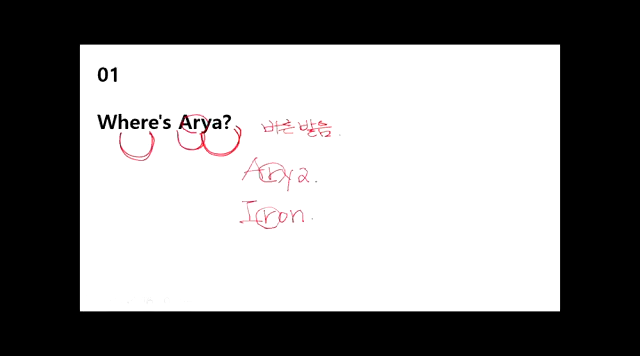 01
Where's Arya?
바른 발음.
Arya.
Iron.